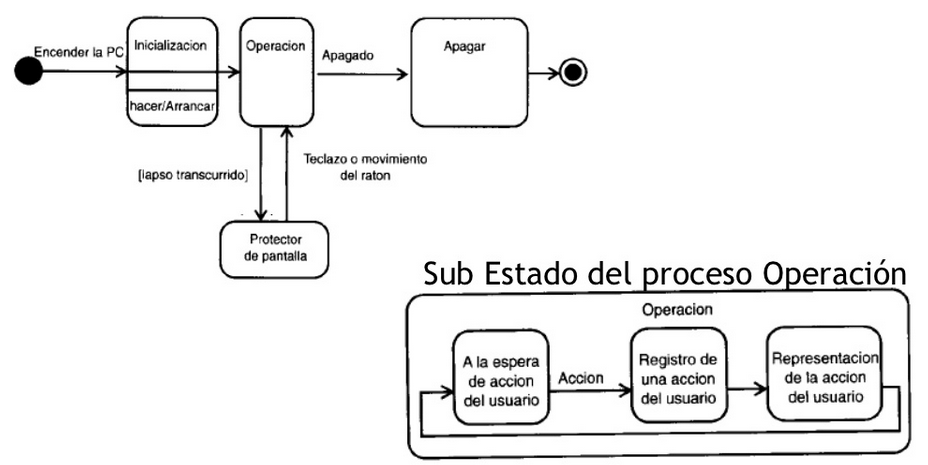 Encender la PC
Inicializacion
hacer/Arrancar
Operacion
Apagado
Apagar
[lapso transcurrido]
Teclazo o movimiento
del raton
Protector
de pantalla
Sub Estado del proceso Operación
Operacion
A la espera
de accion
del usuario
Accion
Registro de
una accion
del usuario
Representacion
de la accion
del usuario